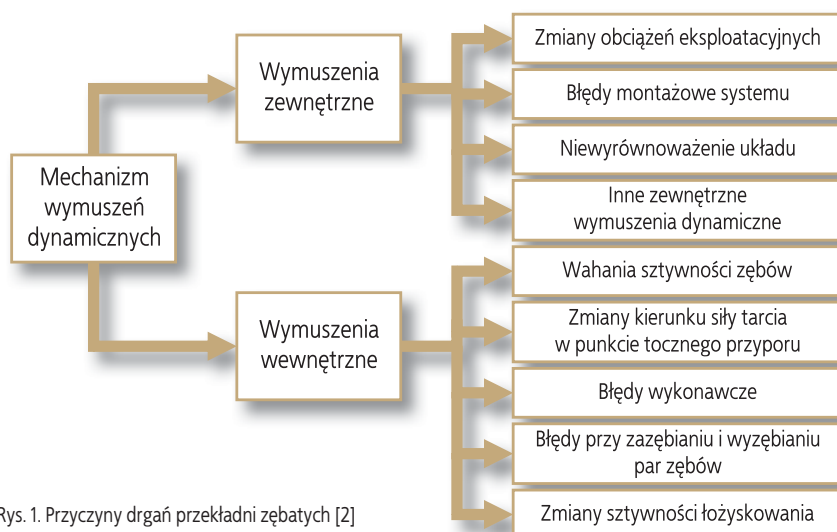 Mechanizm
wymuszeń
dynamicznych
Wymuszenia
zewnętrzne
Zmiany obciążeń eksploatacyjnych
Błędy montażowe systemu
Niewyrównoważenie układu
Inne zewnętrzne
wymuszenia dynamiczne
Wymuszenia
wewnętrzne
Wahania sztywności zębów
Zmiany kierunku siły tarcia
w punkcie tocznego przyporu
Błędy wykonawcze
Błędy przy zazębianiu i wyzębianiu
par zębów
Zmiany sztywności łożyskowania
Rys. 1. Przyczyny drgań przekładni zębatych [2]